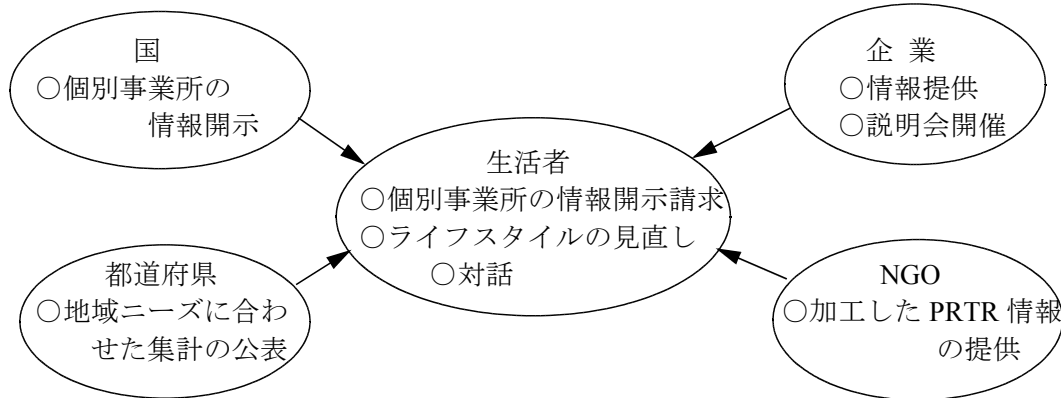 国
○個別事業所の
情報開示
企 業
○情報提供
○説明会開催
生活者
○個別事業所の情報開示請求
○ライフスタイルの見直し
○対話
都道府県
○地域ニーズに合わ
せた集計の公表
NGO
○加工した PRTR 情報
の提供